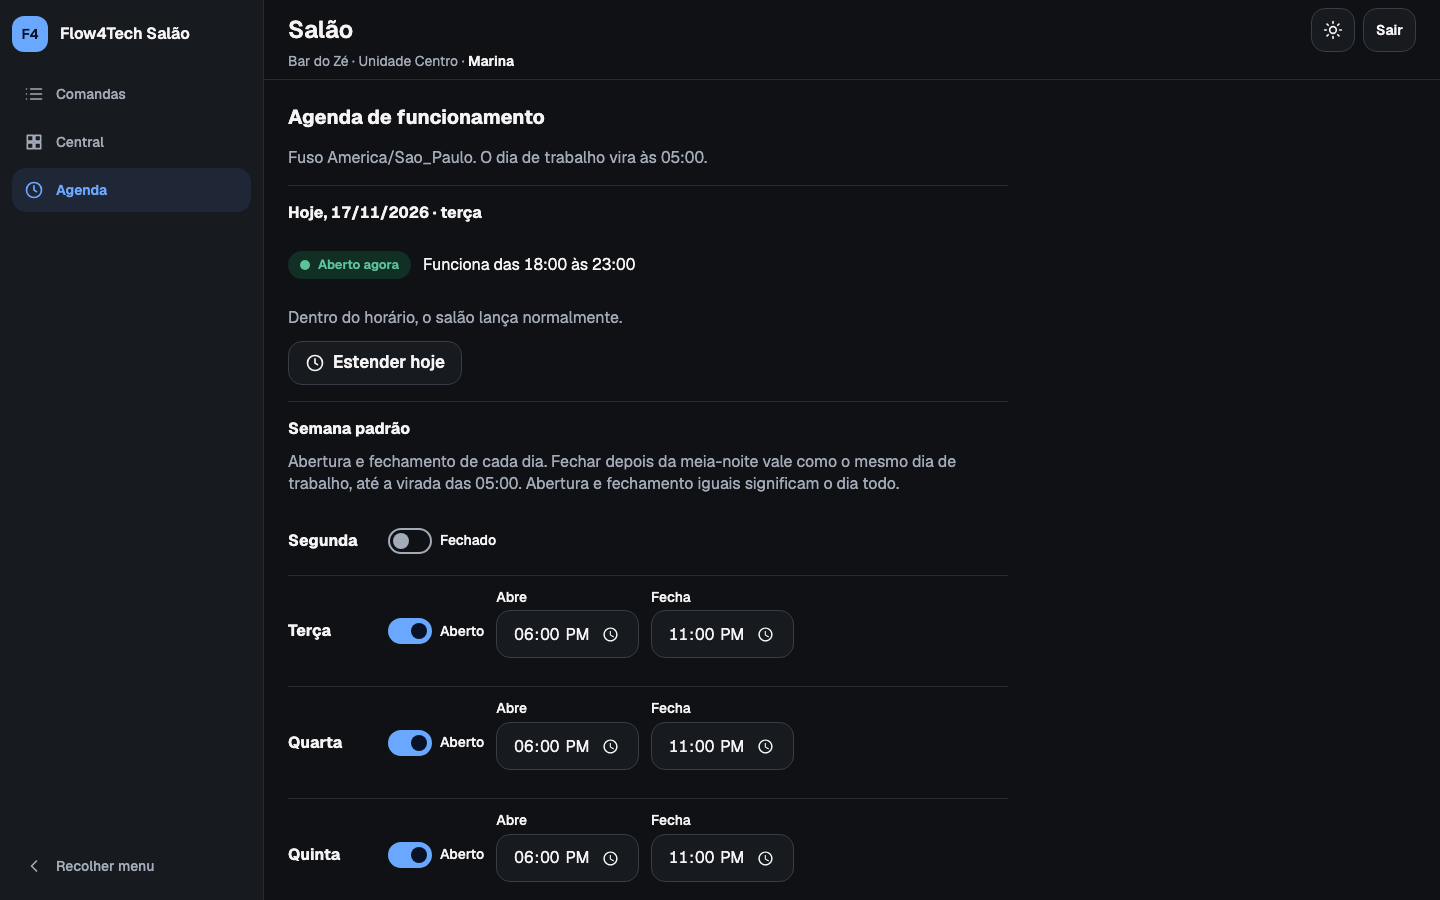 F4 Flow4Tech Salão
Comandas
Central
Agenda
Recolher menu
Salão
Bar do Zé · Unidade Centro · Marina
Sair
Agenda de funcionamento
Fuso America/Sao_Paulo. O dia de trabalho vira às 05:00.
Hoje, 17/11/2026 · terça
Aberto agora Funciona das 18:00 às 23:00
Dentro do horário, o salão lança normalmente.
Estender hoje
Semana padrão
Abertura e fechamento de cada dia. Fechar depois da meia-noite vale como o mesmo dia de
trabalho, até a virada das 05:00. Abertura e fechamento iguais significam o dia todo.
Segunda Fechado
Abre Fecha
Terça Aberto 06:00 PM 11:00 PM
Abre Fecha
Quarta Aberto 06:00 PM 11:00 PM
Abre Fecha
Quinta Aberto 06:00 PM 11:00 PM